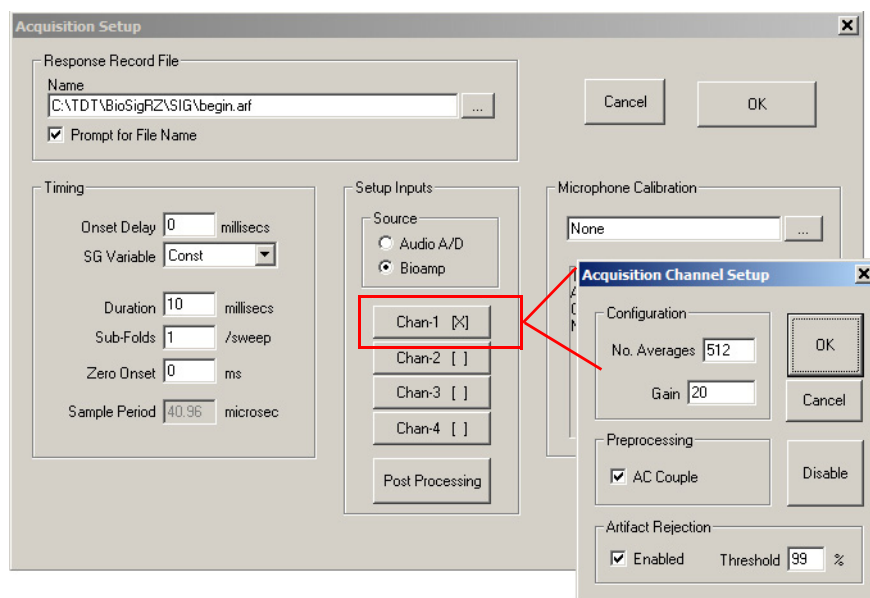 Acquisition Setup
Response Record File
Name
C:\TDT\BioSigRZ\SIG\begin.arf
...
Prompt for File Name
Cancel
OK
Timing
Onset Delay 0 millisecs
SG Variable Const
Duration 10 millisecs
Sub-Folds 1 /sweep
Zero Onset 0 ms
Sample Period 40.96 microsec
Setup Inputs
Source
Audio A/D
Bioamp
Chan-1 [X]
Chan-2 [ ]
Chan-3 [ ]
Chan-4 [ ]
Post Processing
Microphone Calibration
None
...
Acquisition Channel Setup
Configuration
No. Averages 512
Gain 20
OK
Cancel
Preprocessing
AC Couple
Disable
Artifact Rejection
Enabled
Threshold 99 %